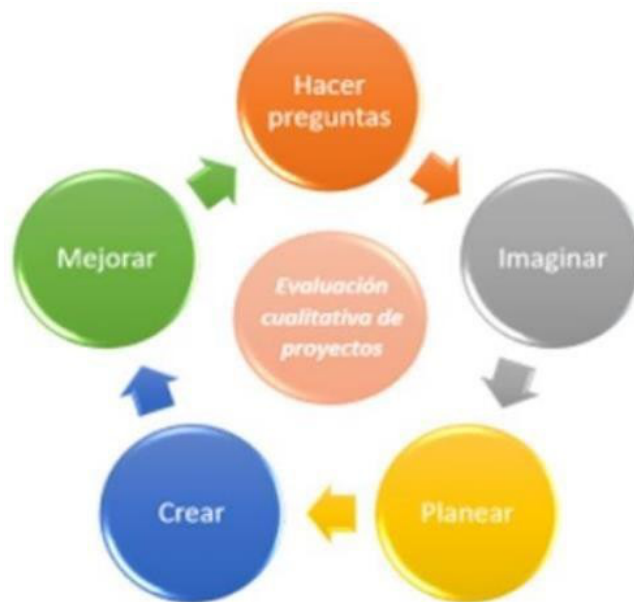 Hacer
preguntas
Imaginar
Planear
Crear
Mejorar
Evaluación
cualitativa de
proyectos